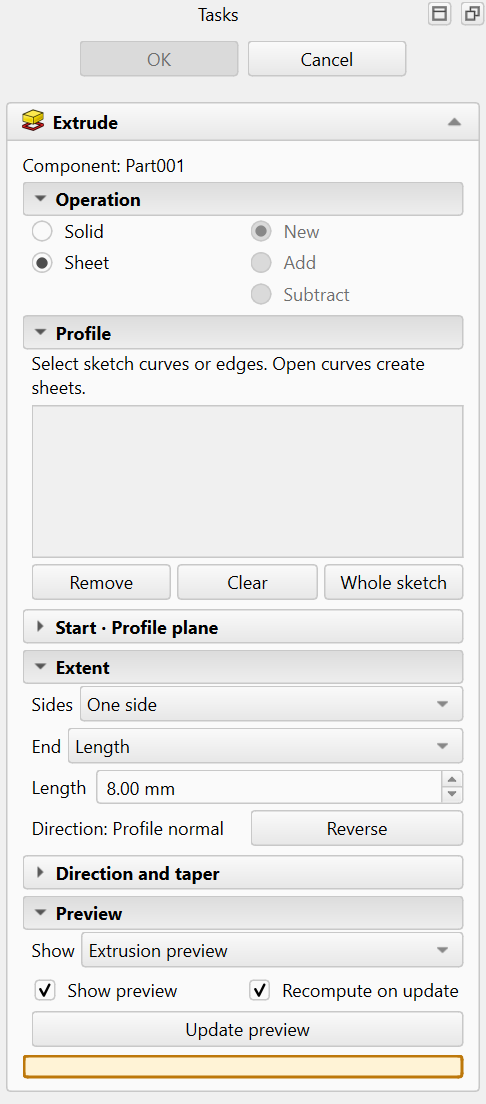 Tasks
OK Cancel
Extrude
Component: Part001
Operation
Solid New
Sheet Add
Subtract
Profile
Select sketch curves or edges. Open curves create
sheets.
Remove Clear Whole sketch
Start · Profile plane
Extent
Sides One side
End Length
Length 8.00 mm
Direction: Profile normal Reverse
Direction and taper
Preview
Show Extrusion preview
Show preview Recompute on update
Update preview